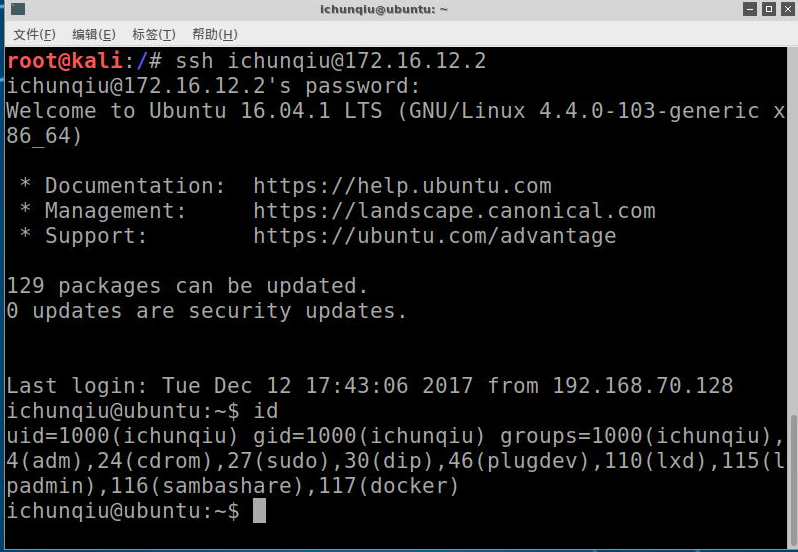 ichunqiu@ubuntu: ~
文件(F) 编辑(E) 标签(T) 帮助(H)
root@kali:/# ssh ichunqiu@172.16.12.2
ichunqiu@172.16.12.2's password:
Welcome to Ubuntu 16.04.1 LTS (GNU/Linux 4.4.0-103-generic x
86_64)
* Documentation:  https://help.ubuntu.com
* Management:     https://landscape.canonical.com
* Support:        https://ubuntu.com/advantage
129 packages can be updated.
0 updates are security updates.
Last login: Tue Dec 12 17:43:06 2017 from 192.168.70.128
ichunqiu@ubuntu:~$ id
uid=1000(ichunqiu) gid=1000(ichunqiu) groups=1000(ichunqiu),
4(adm),24(cdrom),27(sudo),30(dip),46(plugdev),110(lxd),115(l
padmin),116(sambashare),117(docker)
ichunqiu@ubuntu:~$